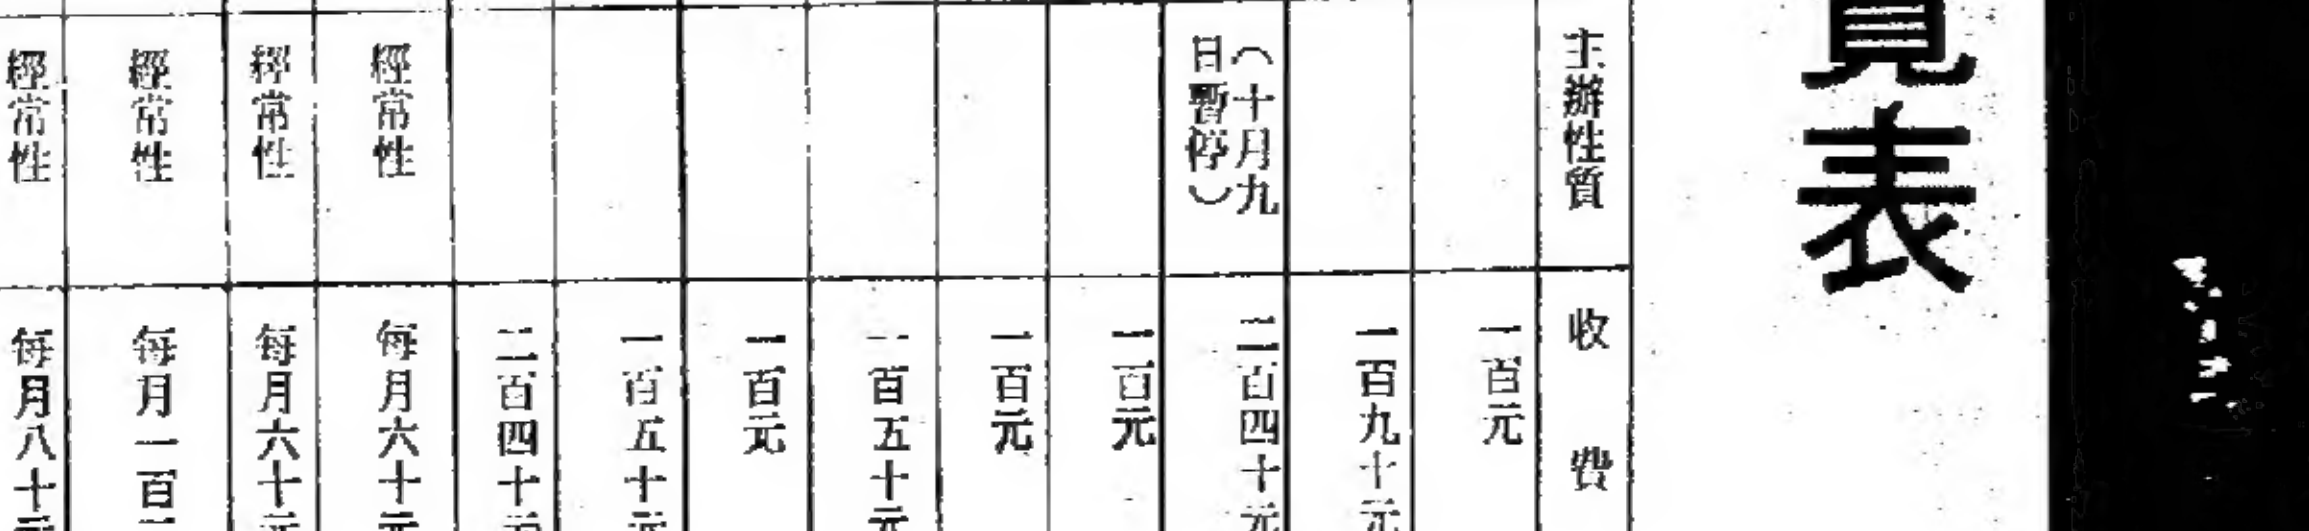 覽表
主辦性質
收費
一百元
一百九十元
（十月九
日暫停）
二百四十元
一百元
一百元
一百五十元
一百元
一百五十元
二百四十元
經常性
每月六十元
經常性
每月六十元
經常性
每月一百
經常性
每月八十元